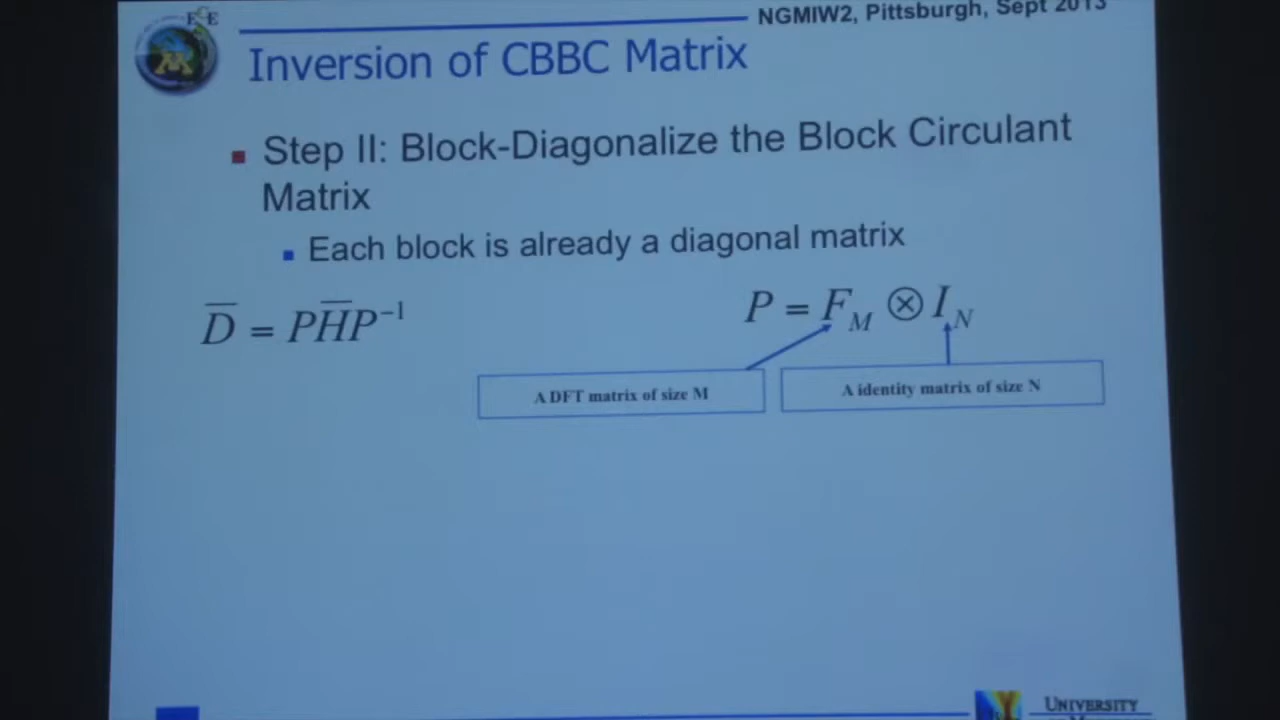 ESE
NGMIW2, Pittsburgh, Sept 2013
Inversion of CBBC Matrix
Step II: Block-Diagonalize the Block Circulant
Matrix
Each block is already a diagonal matrix
D̅ = PH̅P⁻¹
P = F_M ⊗ I_N
A DFT matrix of size M
A identity matrix of size N
UNIVERSITY